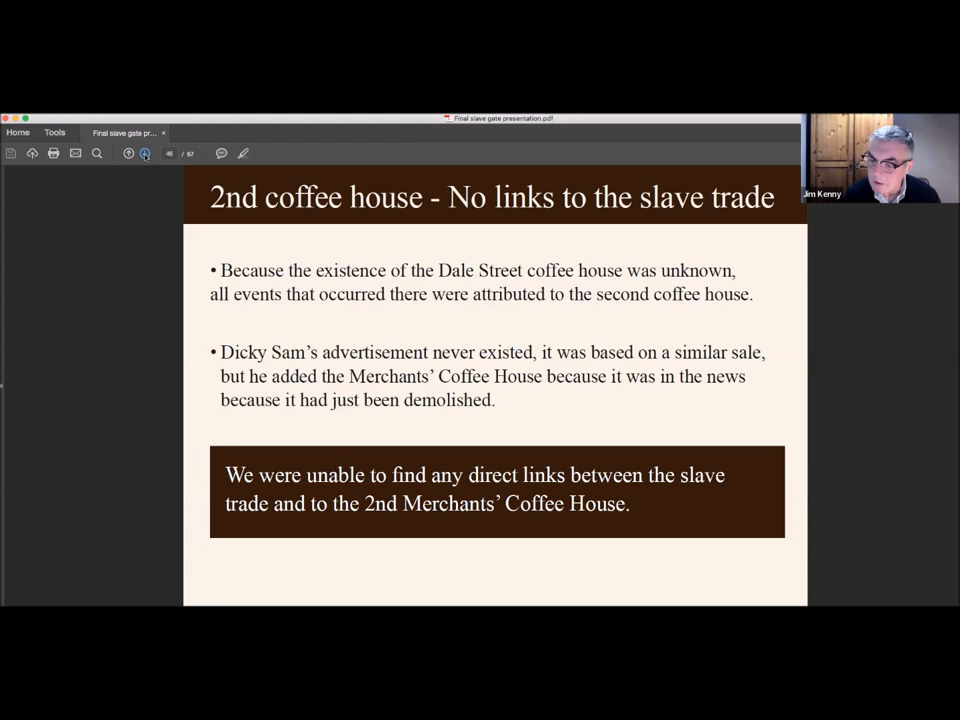 Final slave gate presentation.pdf
Home Tools Final slave gate pr... ×
46 / 67
Jim Kenny
2nd coffee house - No links to the slave trade
• Because the existence of the Dale Street coffee house was unknown,
all events that occurred there were attributed to the second coffee house.
• Dicky Sam’s advertisement never existed, it was based on a similar sale,
but he added the Merchants’ Coffee House because it was in the news
because it had just been demolished.
We were unable to find any direct links between the slave
trade and to the 2nd Merchants’ Coffee House.